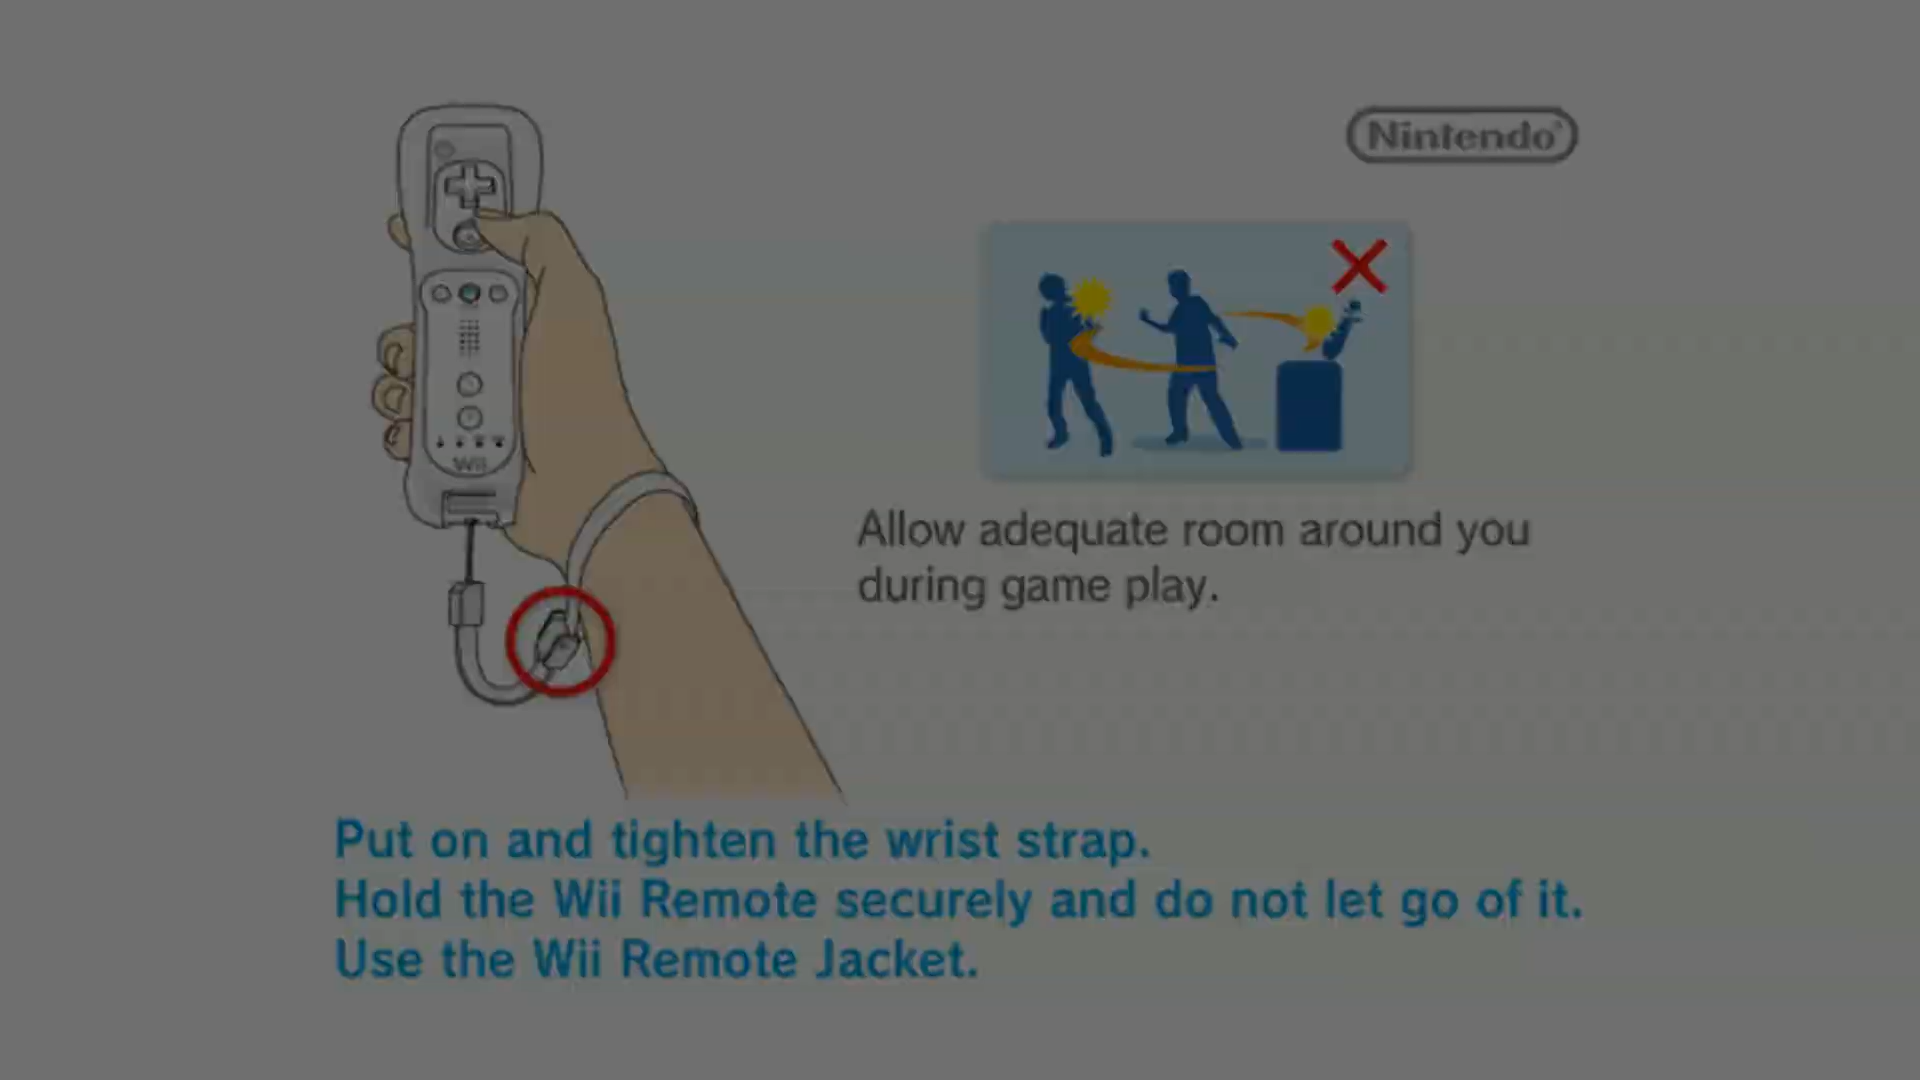 Nintendo®
Wii
Allow adequate room around you
during game play.
Put on and tighten the wrist strap.
Hold the Wii Remote securely and do not let go of it.
Use the Wii Remote Jacket.